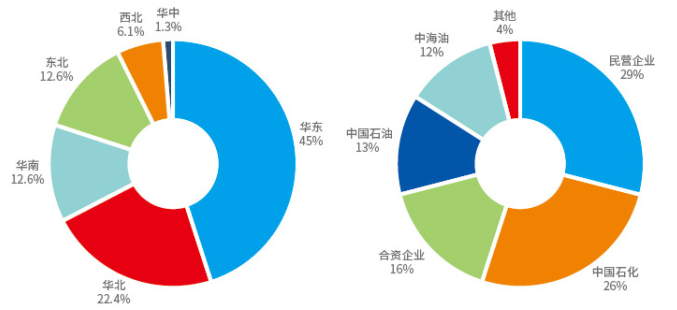 华中
1.3%
西北
6.1%
东北
12.6%
华南
12.6%
华北
22.4%
华东
45%
其他
4%
中海油
12%
中国石油
13%
合资企业
16%
中国石化
26%
民营企业
29%